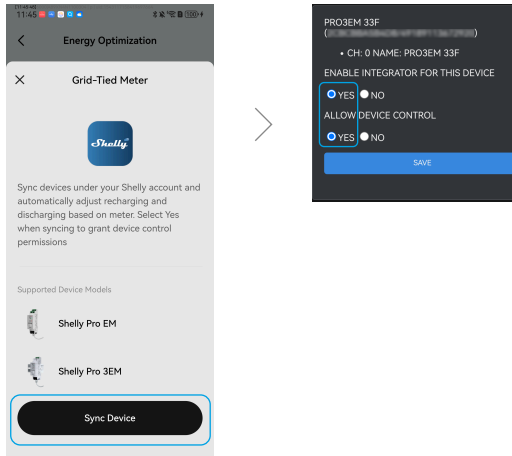 11:45
100
Energy Optimization
Grid-Tied Meter
Shelly
Sync devices under your Shelly account and
automatically adjust recharging and
discharging based on meter. Select Yes
when syncing to grant device control
permissions
Supported Device Models
Shelly Pro EM
Shelly Pro 3EM
Sync Device
PRO3EM 33F
( )
• CH: 0 NAME: PRO3EM 33F
ENABLE INTEGRATOR FOR THIS DEVICE
YES NO
ALLOW DEVICE CONTROL
YES NO
SAVE